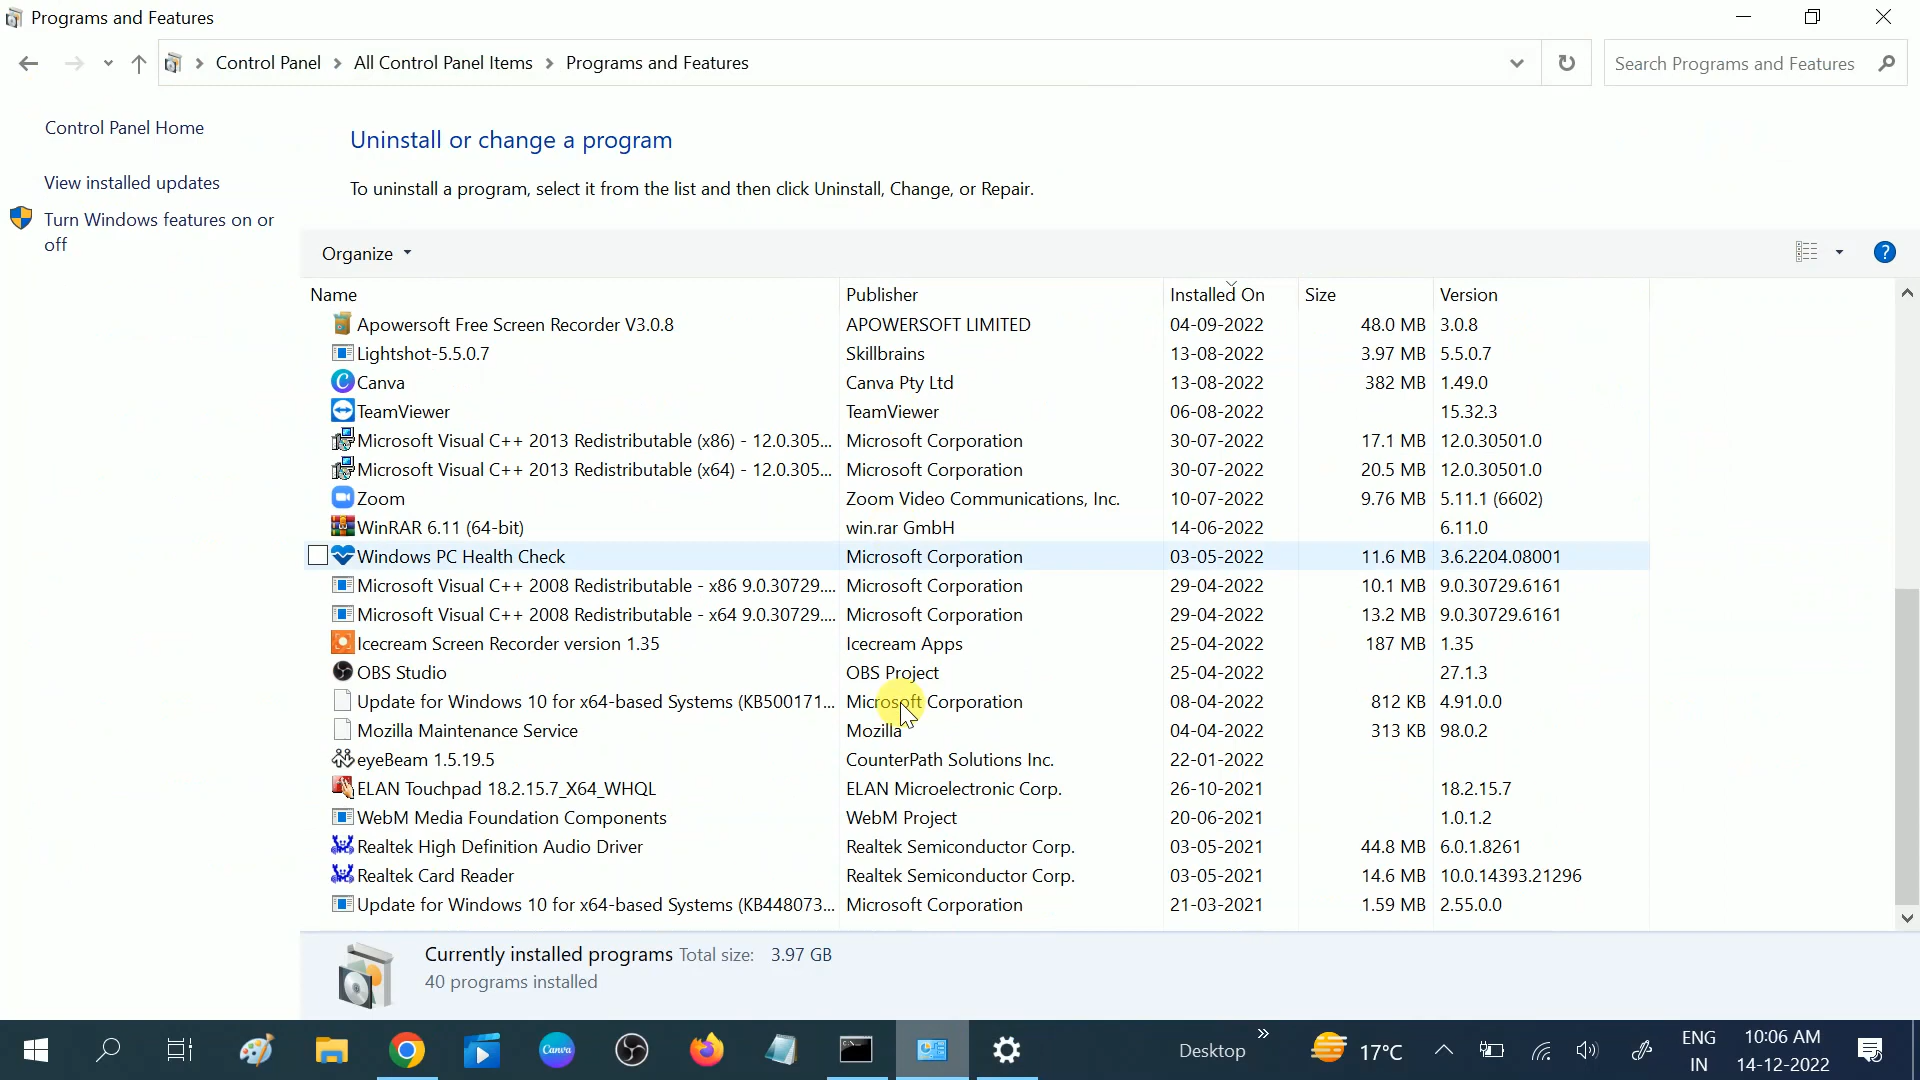 Programs and Features
Control Panel > All Control Panel Items > Programs and Features
Search Programs and Features
Control Panel Home
View installed updates
Turn Windows features on or
off
Uninstall or change a program
To uninstall a program, select it from the list and then click Uninstall, Change, or Repair.
Organize
Name Publisher Installed On Size Version
Apowersoft Free Screen Recorder V3.0.8 APOWERSOFT LIMITED 04-09-2022 48.0 MB 3.0.8
Lightshot-5.5.0.7 Skillbrains 13-08-2022 3.97 MB 5.5.0.7
Canva Canva Pty Ltd 13-08-2022 382 MB 1.49.0
TeamViewer TeamViewer 06-08-2022 15.32.3
Microsoft Visual C++ 2013 Redistributable (x86) - 12.0.305... Microsoft Corporation 30-07-2022 17.1 MB 12.0.30501.0
Microsoft Visual C++ 2013 Redistributable (x64) - 12.0.305... Microsoft Corporation 30-07-2022 20.5 MB 12.0.30501.0
Zoom Zoom Video Communications, Inc. 10-07-2022 9.76 MB 5.11.1 (6602)
WinRAR 6.11 (64-bit) win.rar GmbH 14-06-2022 6.11.0
Windows PC Health Check Microsoft Corporation 03-05-2022 11.6 MB 3.6.2204.08001
Microsoft Visual C++ 2008 Redistributable - x86 9.0.30729.... Microsoft Corporation 29-04-2022 10.1 MB 9.0.30729.6161
Microsoft Visual C++ 2008 Redistributable - x64 9.0.30729.... Microsoft Corporation 29-04-2022 13.2 MB 9.0.30729.6161
Icecream Screen Recorder version 1.35 Icecream Apps 25-04-2022 187 MB 1.35
OBS Studio OBS Project 25-04-2022 27.1.3
Update for Windows 10 for x64-based Systems (KB500171... Microsoft Corporation 08-04-2022 812 KB 4.91.0.0
Mozilla Maintenance Service Mozilla 04-04-2022 313 KB 98.0.2
eyeBeam 1.5.19.5 CounterPath Solutions Inc. 22-01-2022
ELAN Touchpad 18.2.15.7_X64_WHQL ELAN Microelectronic Corp. 26-10-2021 18.2.15.7
WebM Media Foundation Components WebM Project 20-06-2021 1.0.1.2
Realtek High Definition Audio Driver Realtek Semiconductor Corp. 03-05-2021 44.8 MB 6.0.1.8261
Realtek Card Reader Realtek Semiconductor Corp. 03-05-2021 14.6 MB 10.0.14393.21296
Update for Windows 10 for x64-based Systems (KB448073... Microsoft Corporation 21-03-2021 1.59 MB 2.55.0.0
Currently installed programs Total size: 3.97 GB
40 programs installed
Canva
Desktop
17°C
ENG
IN
10:06 AM
14-12-2022